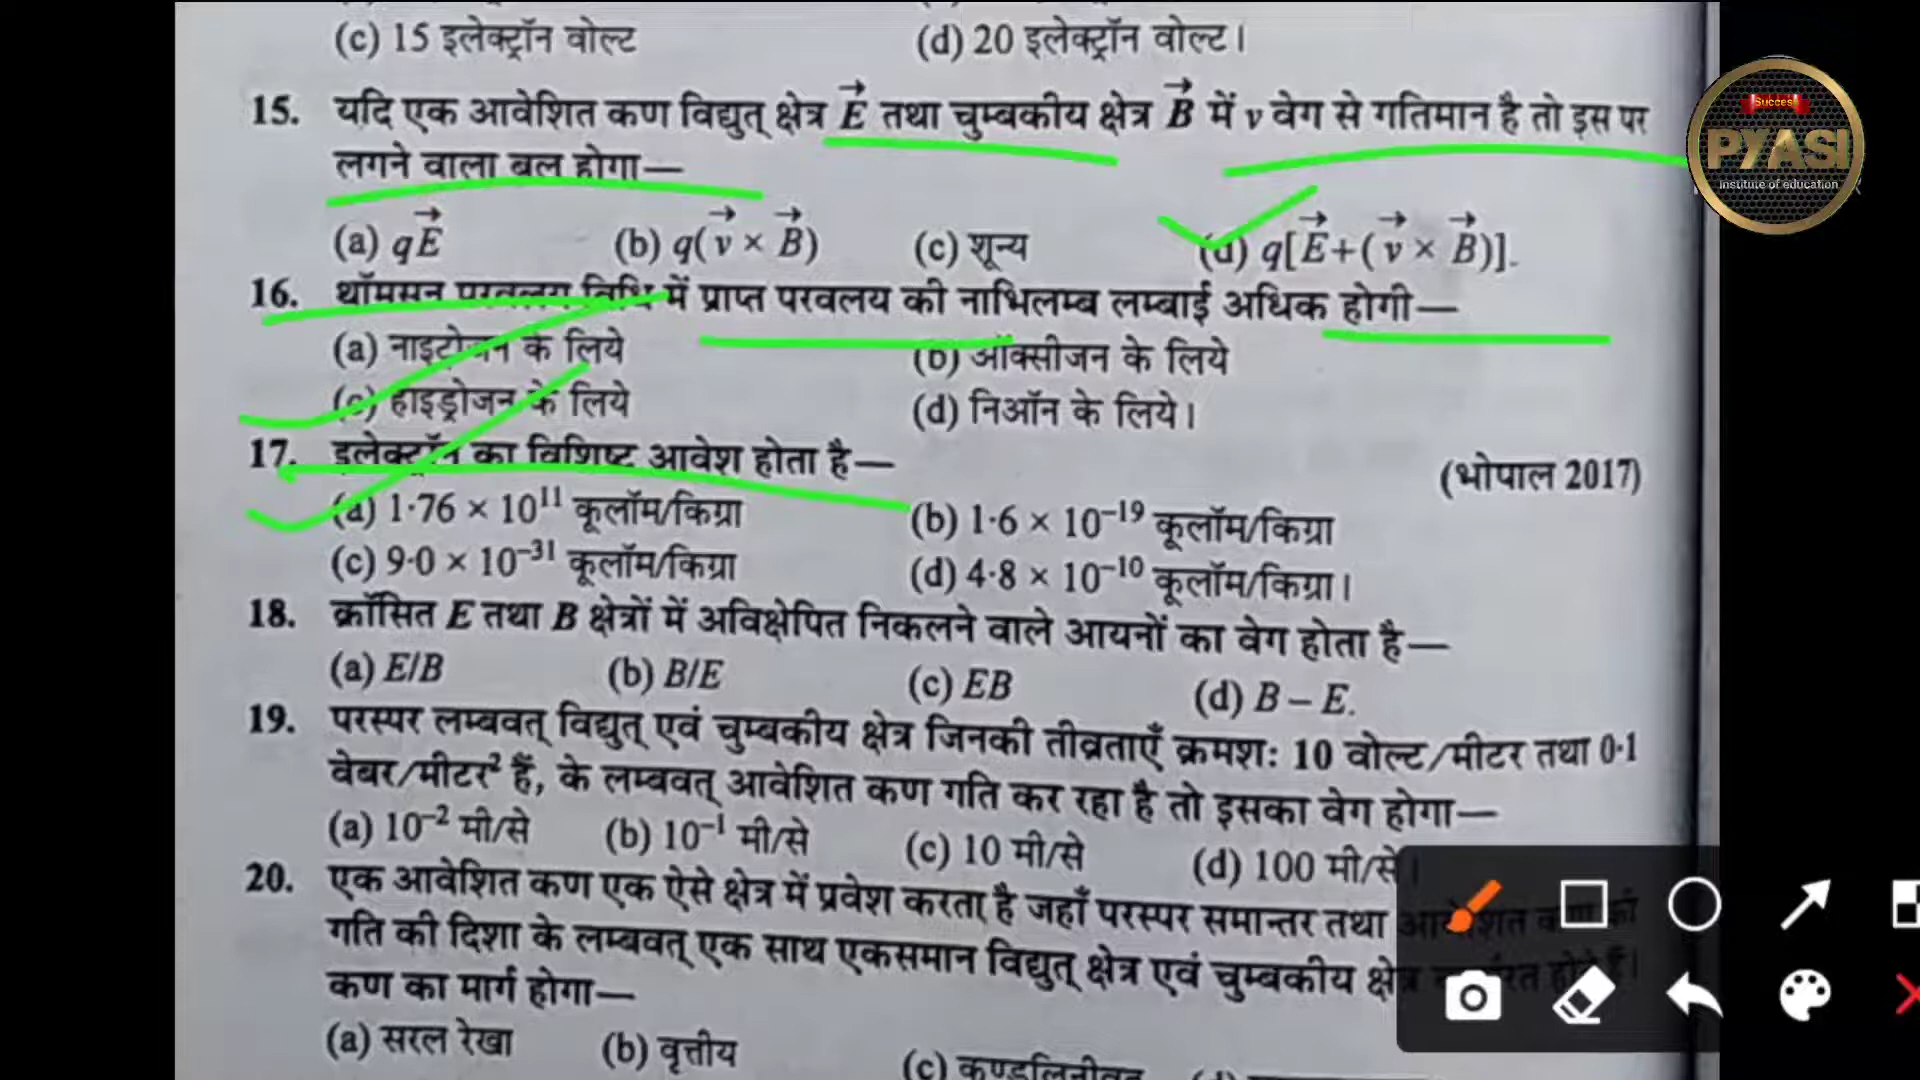 (c) 15 इलेक्ट्रॉन वोल्ट (d) 20 इलेक्ट्रॉन वोल्ट।
15. यदि एक आवेशित कण विद्युत् क्षेत्र E⃗ तथा चुम्बकीय क्षेत्र B⃗ में v वेग से गतिमान है तो इस पर
लगने वाला बल होगा—
(a) qE⃗ (b) q(v⃗ × B⃗) (c) शून्य (d) q[E⃗+(v⃗ × B⃗)].
16. थॉमसन परवलय विधि में प्राप्त परवलय की नाभिलम्ब लम्बाई अधिक होगी—
(a) नाइट्रोजन के लिये (b) ऑक्सीजन के लिये
(c) हाइड्रोजन के लिये (d) निऑन के लिये।
17. इलेक्ट्रॉन का विशिष्ट आवेश होता है— (भोपाल 2017)
(a) 1·76 × 10¹¹ कूलॉम/किग्रा (b) 1·6 × 10⁻¹⁹ कूलॉम/किग्रा
(c) 9·0 × 10⁻³¹ कूलॉम/किग्रा (d) 4·8 × 10⁻¹⁰ कूलॉम/किग्रा।
18. क्रॉसित E तथा B क्षेत्रों में अविक्षेपित निकलने वाले आयनों का वेग होता है—
(a) E/B (b) B/E (c) EB (d) B – E.
19. परस्पर लम्बवत् विद्युत् एवं चुम्बकीय क्षेत्र जिनकी तीव्रताएँ क्रमशः 10 वोल्ट/मीटर तथा 0·1
वेबर/मीटर² हैं, के लम्बवत् आवेशित कण गति कर रहा है तो इसका वेग होगा—
(a) 10⁻² मी/से (b) 10⁻¹ मी/से (c) 10 मी/से (d) 100 मी/से।
20. एक आवेशित कण एक ऐसे क्षेत्र में प्रवेश करता है जहाँ परस्पर समान्तर तथा आवेशित कण की
गति की दिशा के लम्बवत् एक साथ एकसमान विद्युत् क्षेत्र एवं चुम्बकीय क्षेत्र
कण का मार्ग होगा—
(a) सरल रेखा (b) वृत्तीय (c) कुण्डलिनीवत्
Succes
PYASI
institute of education